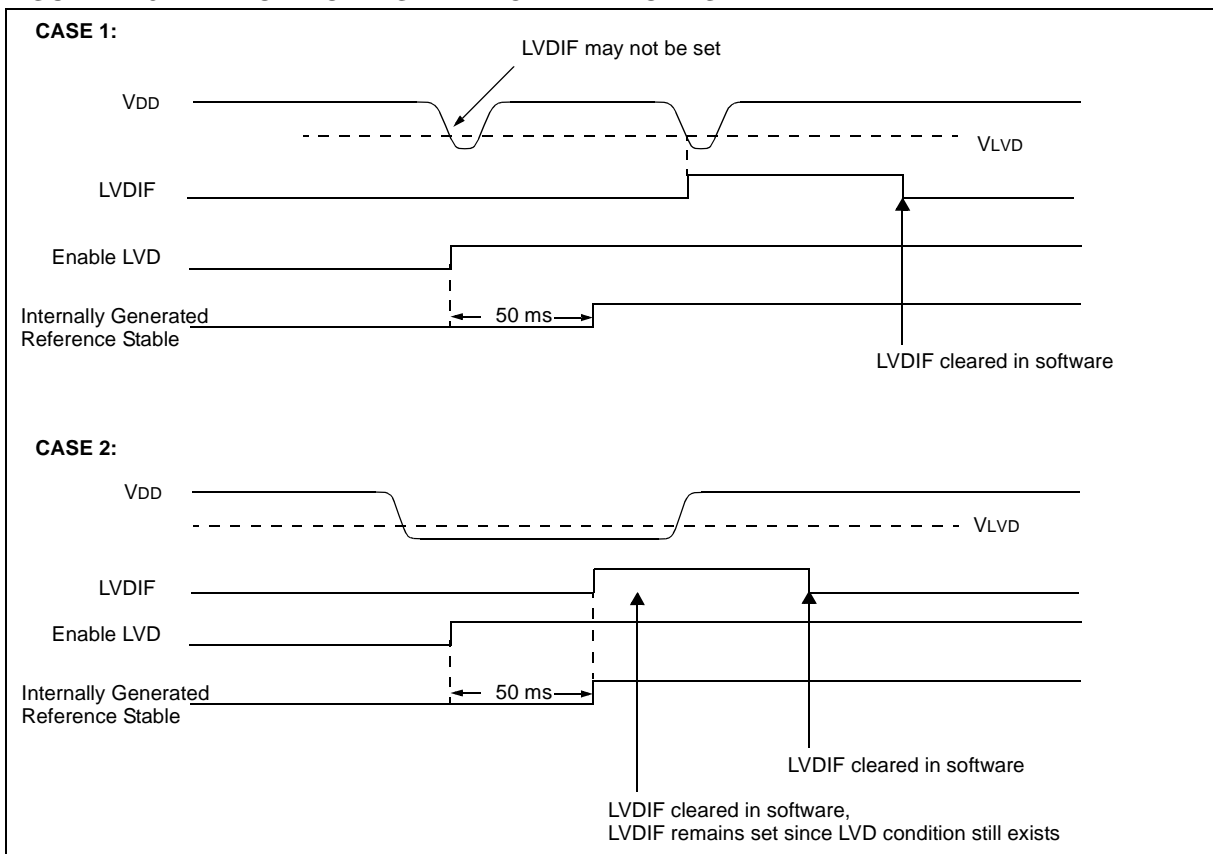 CASE 1:
LVDIF may not be set
VDD
VLVD
LVDIF
Enable LVD
50 ms
Internally Generated
Reference Stable
LVDIF cleared in software
CASE 2:
VDD
VLVD
LVDIF
Enable LVD
50 ms
Internally Generated
Reference Stable
LVDIF cleared in software
LVDIF cleared in software,
LVDIF remains set since LVD condition still exists